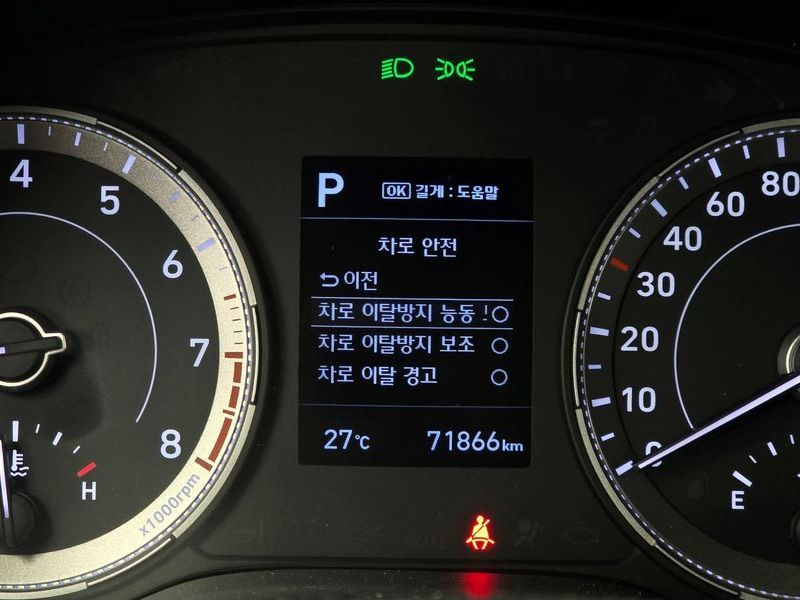 P OK 길게 : 도움말
차로 안전
이전
차로 이탈방지 능동
차로 이탈방지 보조
차로 이탈 경고
27°C 71866km
4
5
6
7
8
x1000rpm
H
80
60
40
30
20
10
0
E